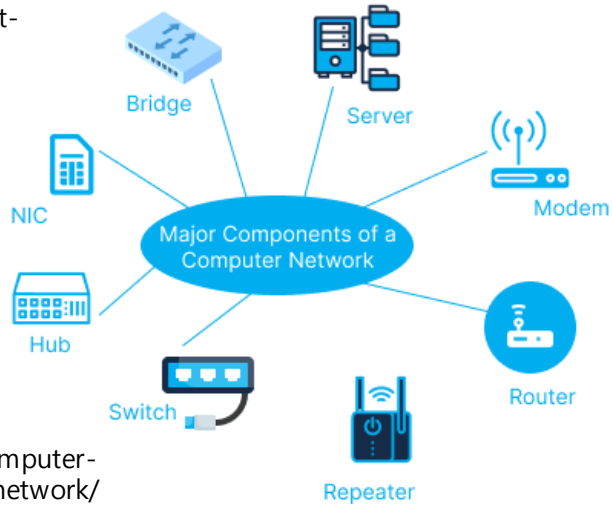 t-
Bridge
Server
NIC
Modem
Major Components of a
Computer Network
Hub
Router
Switch
Repeater
mputer-
network/